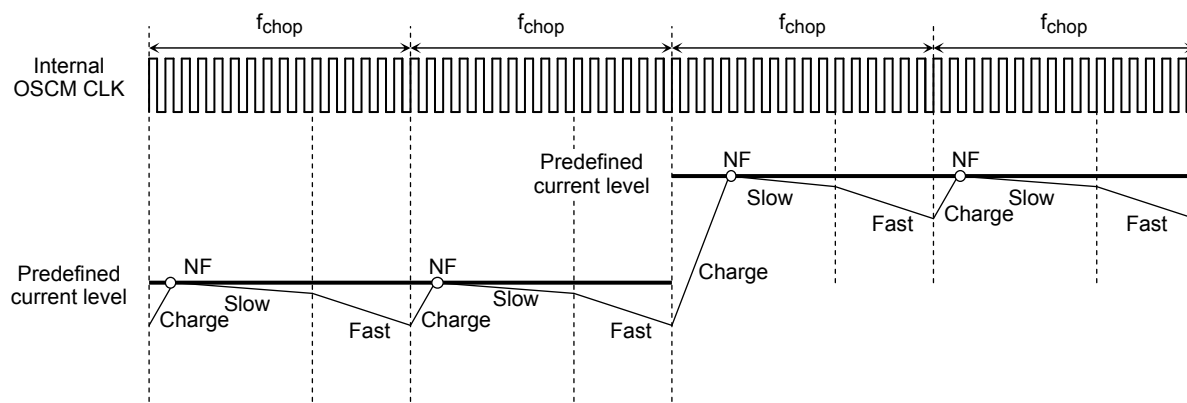 fchop fchop fchop fchop
Internal
OSCM CLK
Predefined
current level
NF
Slow
Fast
Charge
NF
Slow
Fast
Charge
Predefined
current level
NF
Slow
Fast
Charge
NF
Slow
Fast
Charge